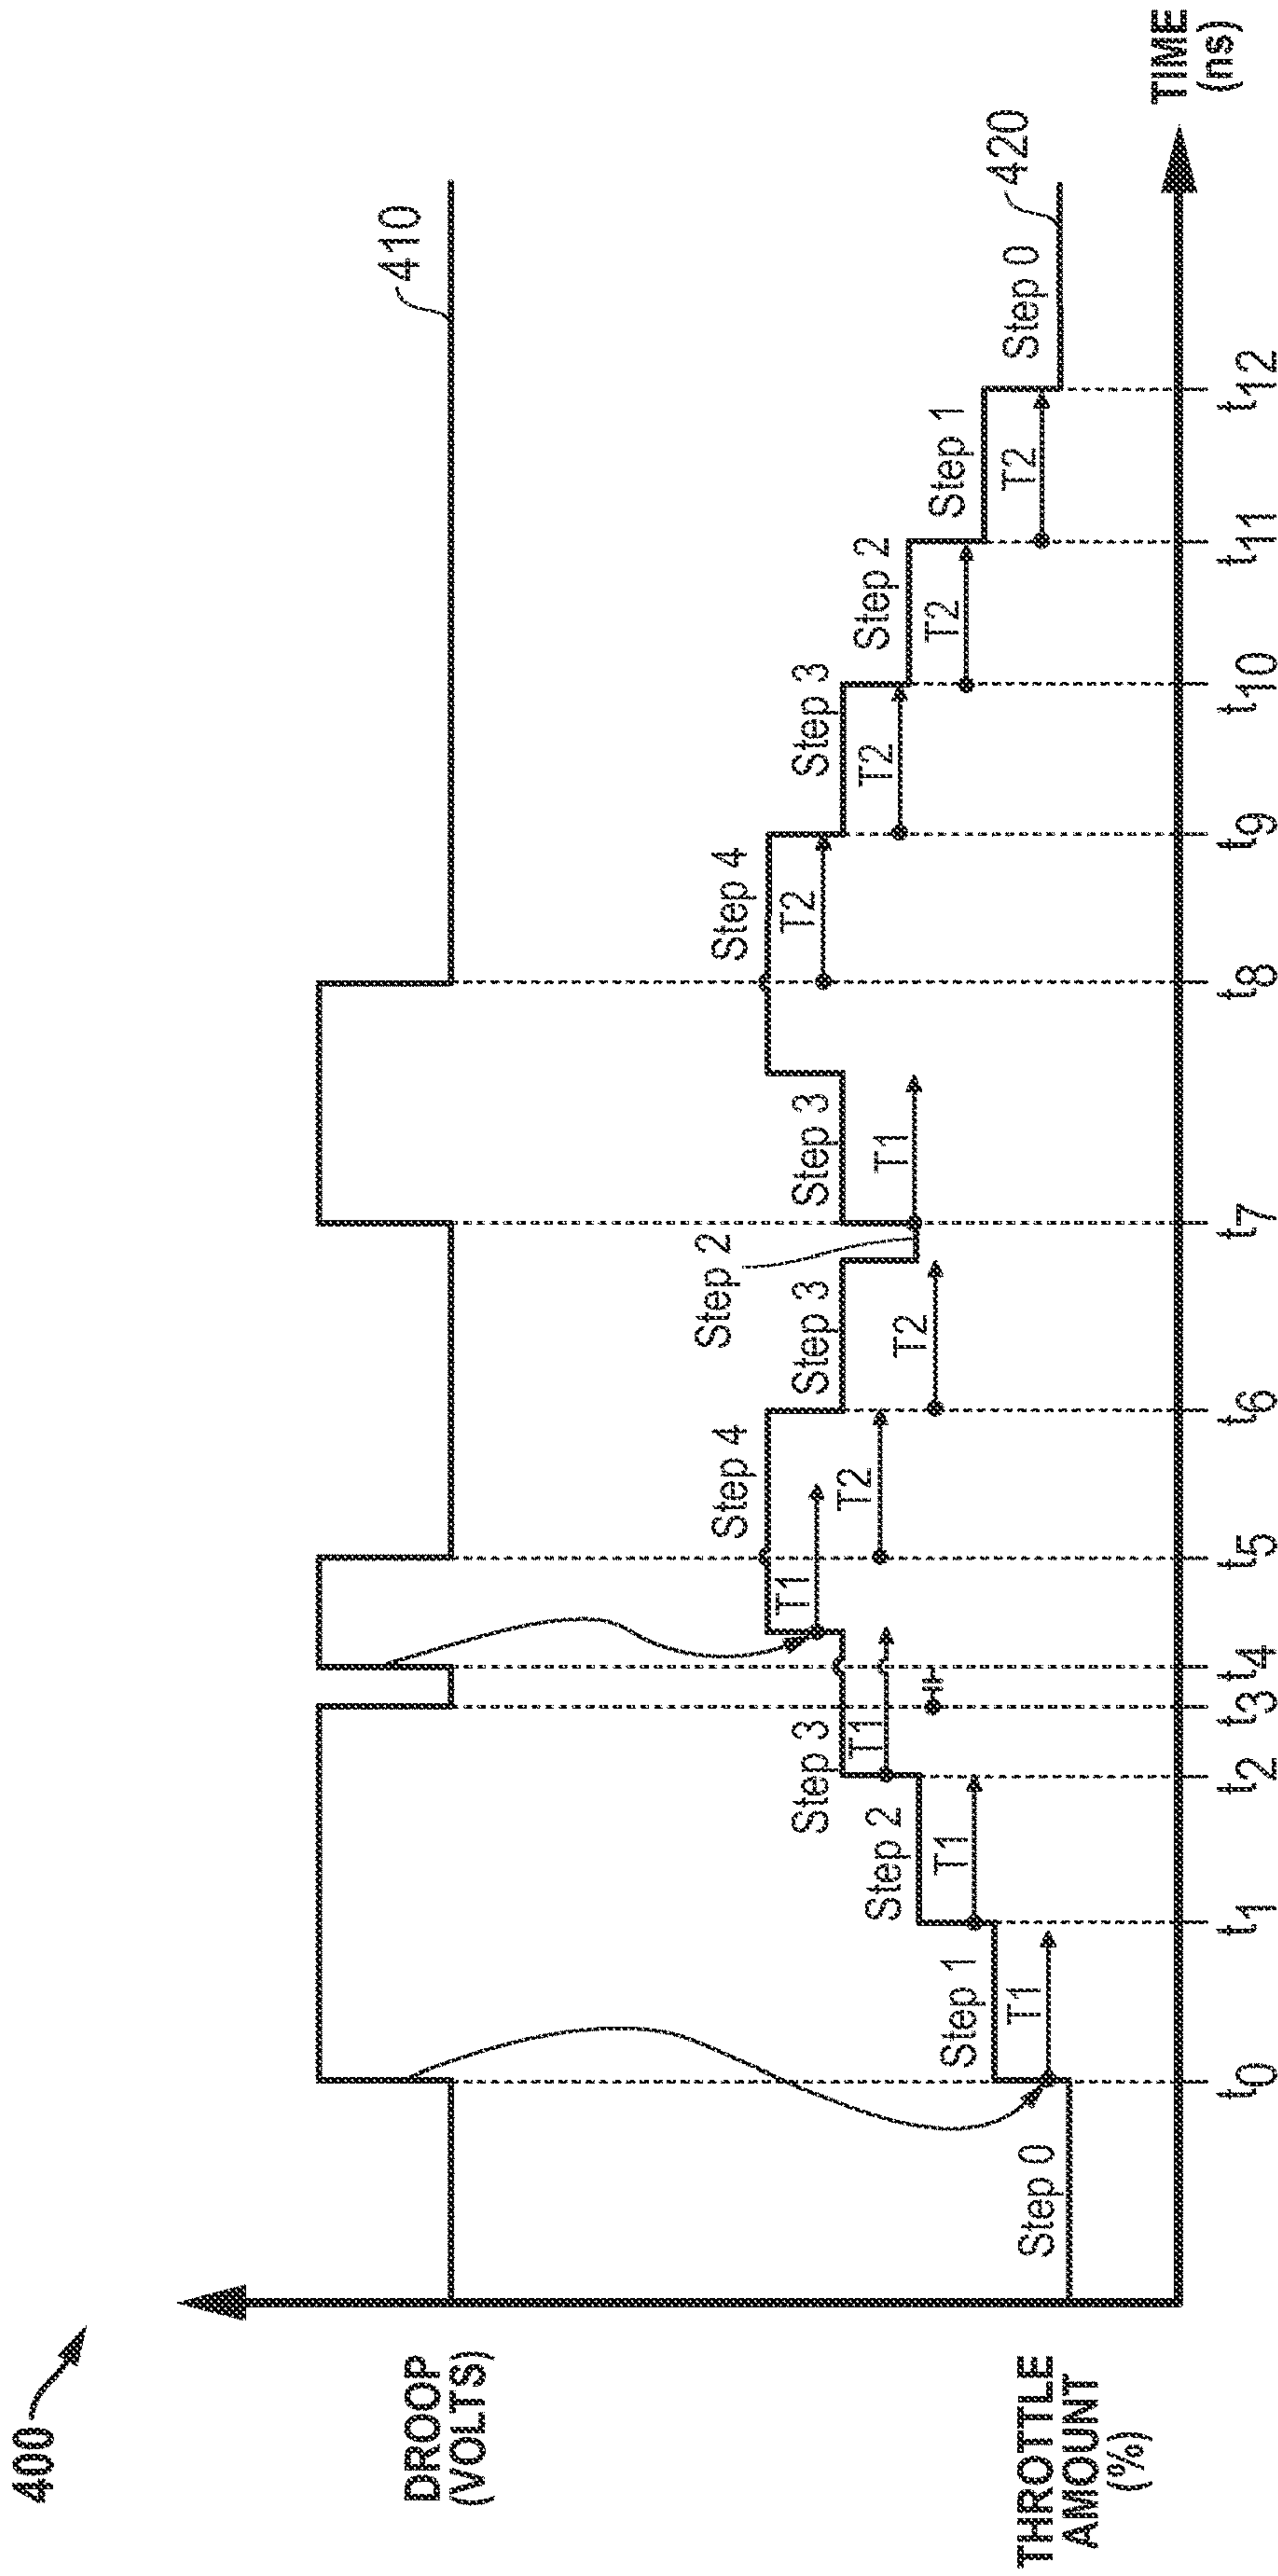 400
DROOP
(VOLTS)
410
Step 4
Step 4
Step 2
Step 3
Step 3
Step 3
Step 3
Step 2
Step 2
Step 1
Step 1
Step 0
Step 0
T1
T1
T1
T1
T2
T2
T1
T2
T2
T2
T2
420
THROTTLE
AMOUNT
(%)
t0
t1
t2
t3
t4
t5
t6
t7
t8
t9
t10
t11
t12
TIME
(ns)